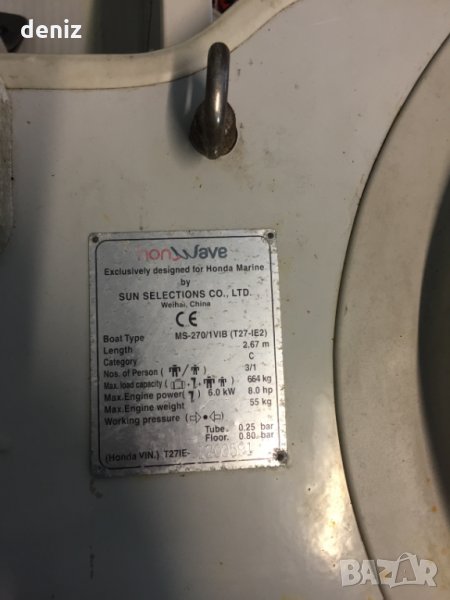 deniz
HonWave
Exclusively designed for Honda Marine
by
SUN SELECTIONS CO., LTD.
Weihai, China
CE
Boat Type MS-270/1VIB (T27-IE2)
Length 2.67 m
Category C
Nos. of Person ( / ) 3/1
Max. load capacity ( , , ) 664 kg
Max.Engine power( ) 6.0 kW 8.0 hp
Max.Engine weight 55 kg
Working pressure ( )
Tube. 0.25 bar
Floor. 0.80 bar
(Honda VIN.) T27IE-
BAZAR